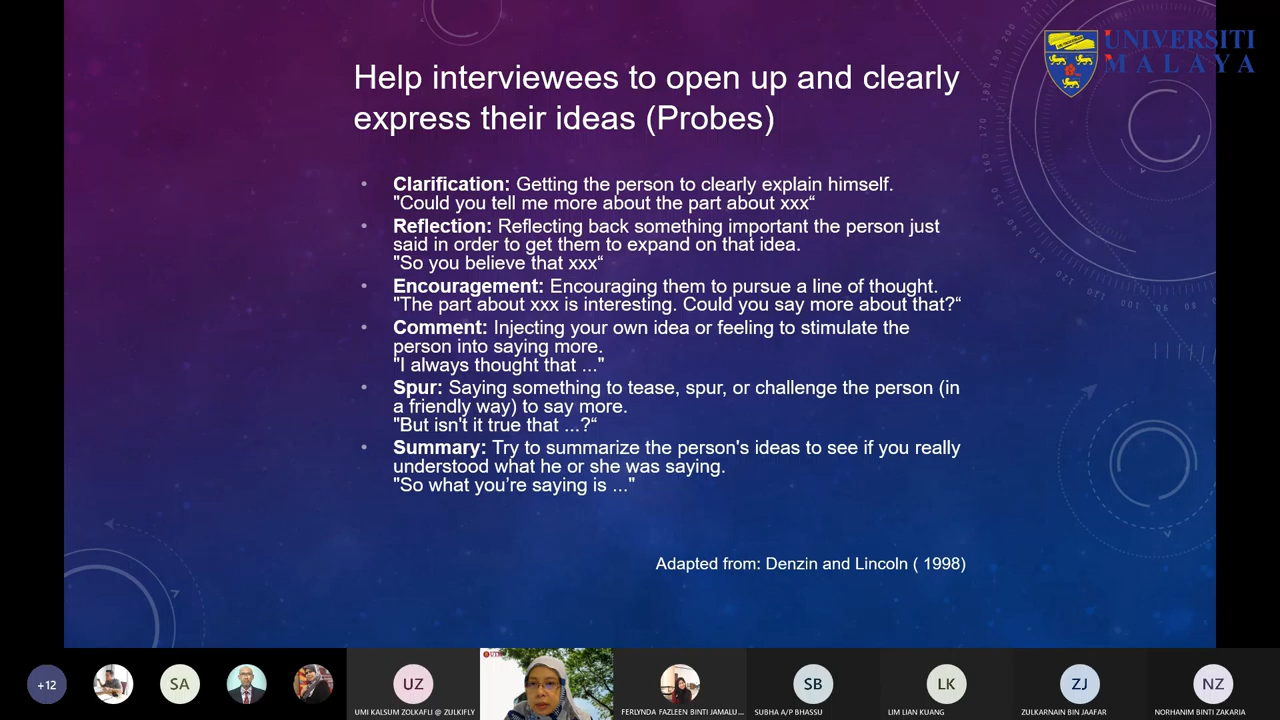 UNIVERSITI
MALAYA
Help interviewees to open up and clearly
express their ideas (Probes)
• Clarification: Getting the person to clearly explain himself.
"Could you tell me more about the part about xxx“
• Reflection: Reflecting back something important the person just
said in order to get them to expand on that idea.
"So you believe that xxx“
• Encouragement: Encouraging them to pursue a line of thought.
"The part about xxx is interesting. Could you say more about that?“
• Comment: Injecting your own idea or feeling to stimulate the
person into saying more.
"I always thought that ..."
• Spur: Saying something to tease, spur, or challenge the person (in
a friendly way) to say more.
"But isn't it true that ...?“
• Summary: Try to summarize the person's ideas to see if you really
understood what he or she was saying.
"So what you’re saying is ..."
Adapted from: Denzin and Lincoln ( 1998)
+12
SA
UZ
UMI KALSUM ZOLKAFLI @ ZULKIFLY
FERLYNDA FAZLEEN BINTI JAMALU...
SB
SUBHA A/P BHASSU
LK
LIM LIAN KUANG
ZJ
ZULKARNAIN BIN JAAFAR
NZ
NORHANIM BINTI ZAKARIA